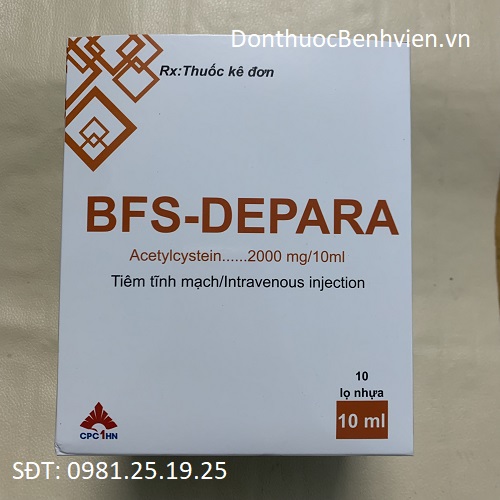 DonthuocBenhvien.vn
Rx:Thuốc kê đơn
BFS-DEPARA
Acetylcystein......2000 mg/10ml
Tiêm tĩnh mạch/Intravenous injection
10
lọ nhựa
10 ml
CPC1HN
SĐT: 0981.25.19.25